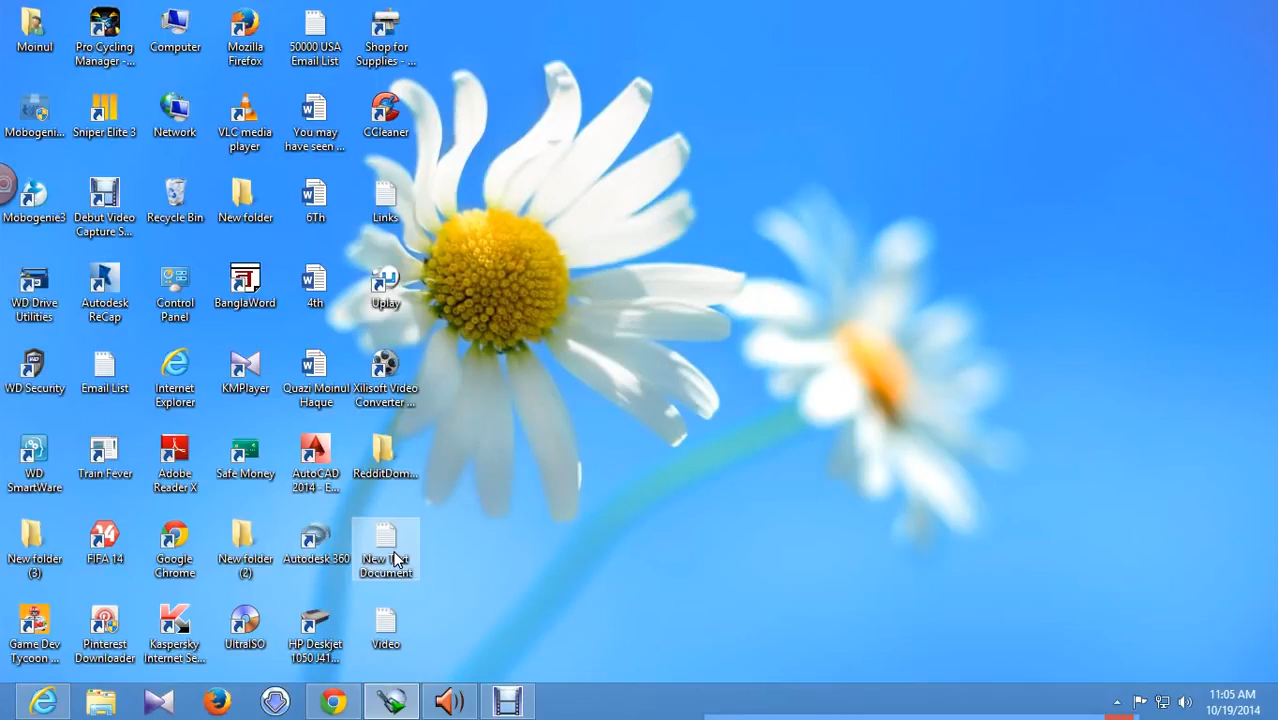 Moinul
Pro Cycling
Manager -...
Computer
Mozilla
Firefox
50000 USA
Email List
Shop for
Supplies - ...
Mobogeni...
Sniper Elite 3
Network
VLC media
player
You may
have seen ...
CCleaner
Mobogenie3
Debut Video
Capture S...
Recycle Bin
New folder
6Th
Links
WD Drive
Utilities
Autodesk
ReCap
Control
Panel
BanglaWord
4th
Uplay
WD Security
Email List
Internet
Explorer
KMPlayer
Quazi Moinul
Haque
Xilisoft Video
Converter ...
WD
SmartWare
Train Fever
Adobe
Reader X
Safe Money
AutoCAD
2014 - E...
RedditDom...
New folder
(3)
FIFA 14
Google
Chrome
New folder
(2)
Autodesk 360
New Text
Document
Game Dev
Tycoon ...
Pinterest
Downloader
Kaspersky
Internet Se...
UltraISO
HP Deskjet
1050 J41...
Video
11:05 AM
10/19/2014